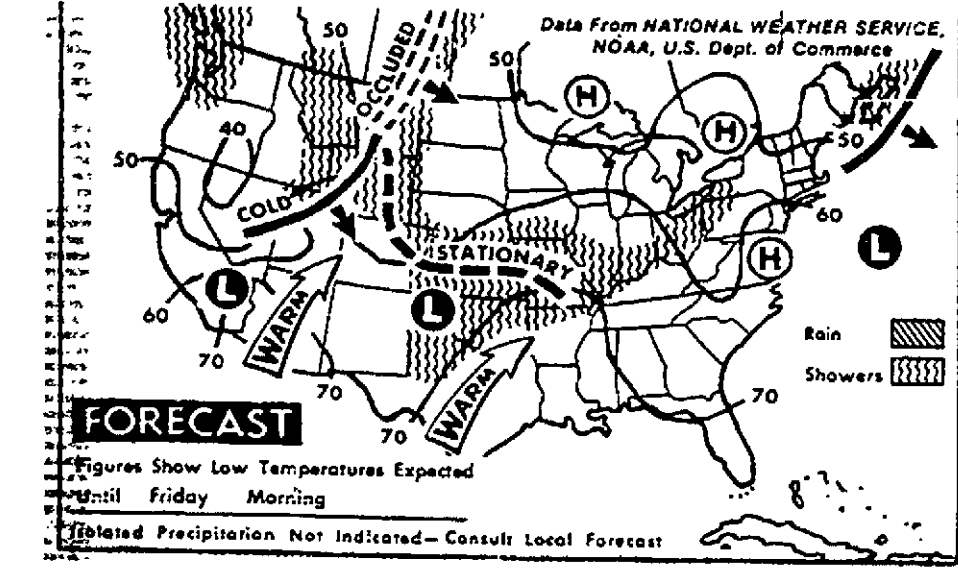 Data From NATIONAL WEATHER SERVICE,
NOAA, U.S. Dept. of Commerce
50
OCCLUDED
50
H
H
40
50
50
COLD
60
STATIONARY
H
L
L
L
WARM
60
70
70
WARM
70
70
Rain
Showers
FORECAST
Figures Show Low Temperatures Expected
Until Friday Morning
Isolated Precipitation Not Indicated—Consult Local Forecast